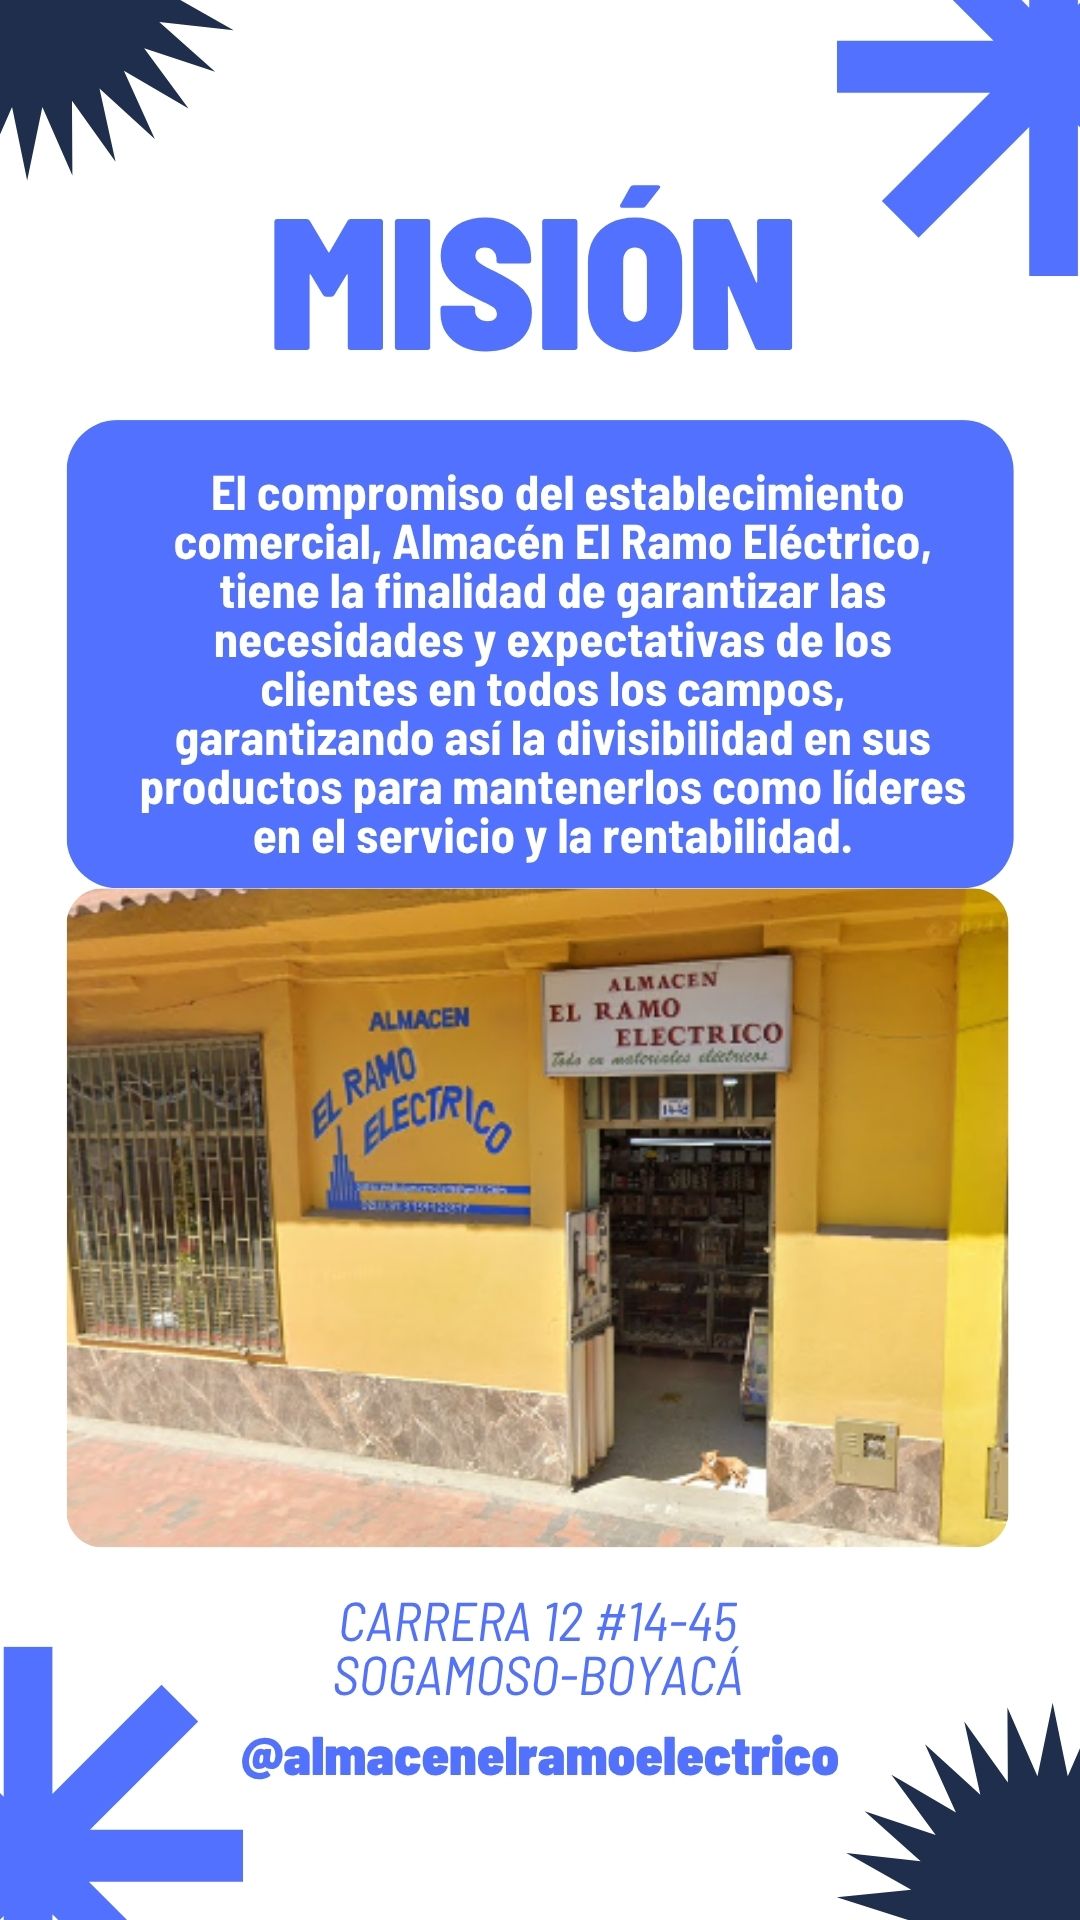 MISIÓN
El compromiso del establecimiento
comercial, Almacén El Ramo Eléctrico,
tiene la finalidad de garantizar las
necesidades y expectativas de los
clientes en todos los campos,
garantizando así la divisibilidad en sus
productos para mantenerlos como líderes
en el servicio y la rentabilidad.
© 2024
ALMACEN
EL RAMO
ELECTRICO
ALMACEN
EL RAMO
ELECTRICO
Todo en materiales eléctricos.
14-45
CARRERA 12 #14-45
SOGAMOSO-BOYACÁ
@almacenelramoelectrico